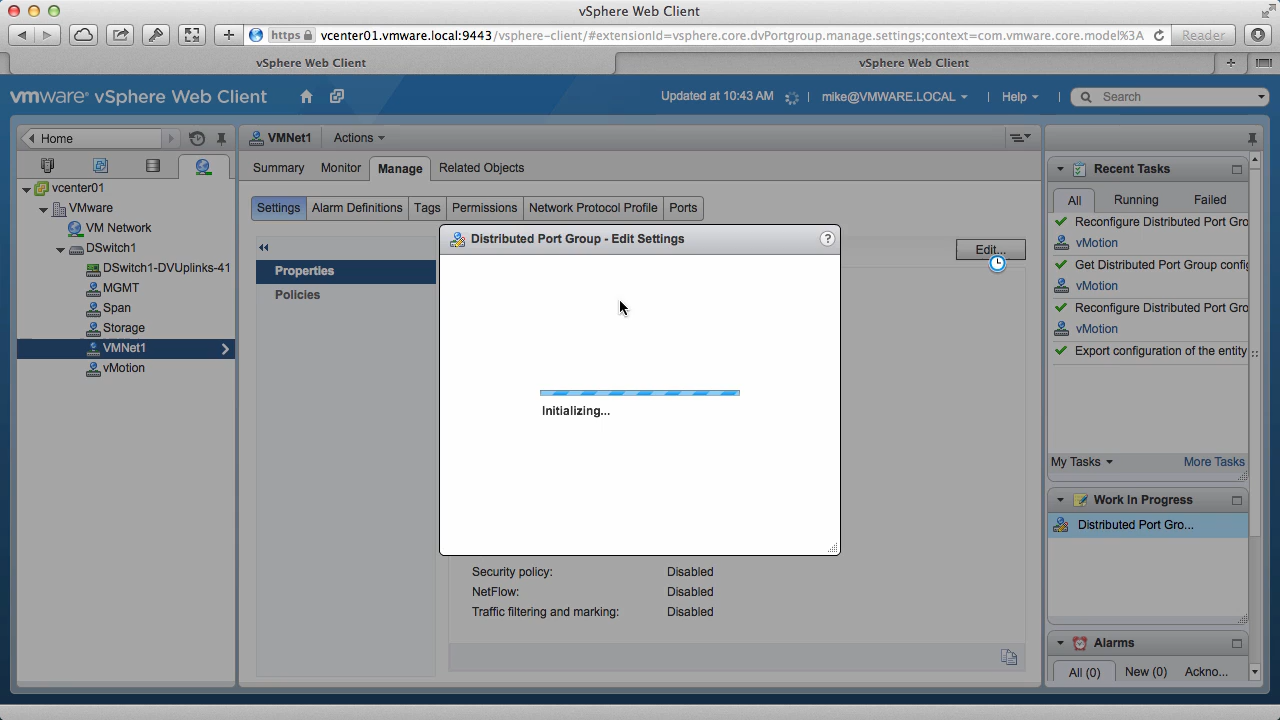 vSphere Web Client
https vcenter01.vmware.local:9443/vsphere-client/#extensionId=vsphere.core.dvPortgroup.manage.settings;context=com.vmware.core.model%3A
Reader
vSphere Web Client
vSphere Web Client
vmware vSphere Web Client
Updated at 10:43 AM
mike@VMWARE.LOCAL
Help
Search
Home
vcenter01
VMware
VM Network
DSwitch1
DSwitch1-DVUplinks-41
MGMT
Span
Storage
VMNet1
vMotion
VMNet1
Actions
Summary
Monitor
Manage
Related Objects
Settings
Alarm Definitions
Tags
Permissions
Network Protocol Profile
Ports
Properties
Policies
Edit...
Distributed Port Group - Edit Settings
?
Initializing...
Security policy: Disabled
NetFlow: Disabled
Traffic filtering and marking: Disabled
Recent Tasks
All
Running
Failed
Reconfigure Distributed Port Gro
vMotion
Get Distributed Port Group config
vMotion
Reconfigure Distributed Port Gro
vMotion
Export configuration of the entity
My Tasks
More Tasks
Work In Progress
Distributed Port Gro...
Alarms
All (0)
New (0)
Ackno...